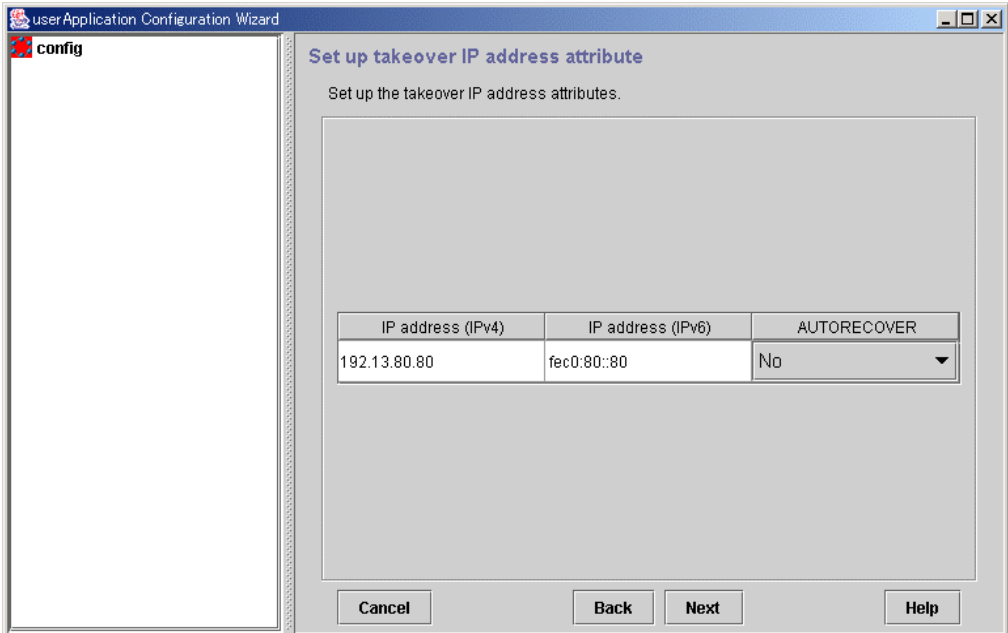 userApplication Configuration Wizard
config
Set up takeover IP address attribute
Set up the takeover IP address attributes.
IP address (IPv4) IP address (IPv6) AUTORECOVER
192.13.80.80 fec0:80::80 No
Cancel Back Next Help